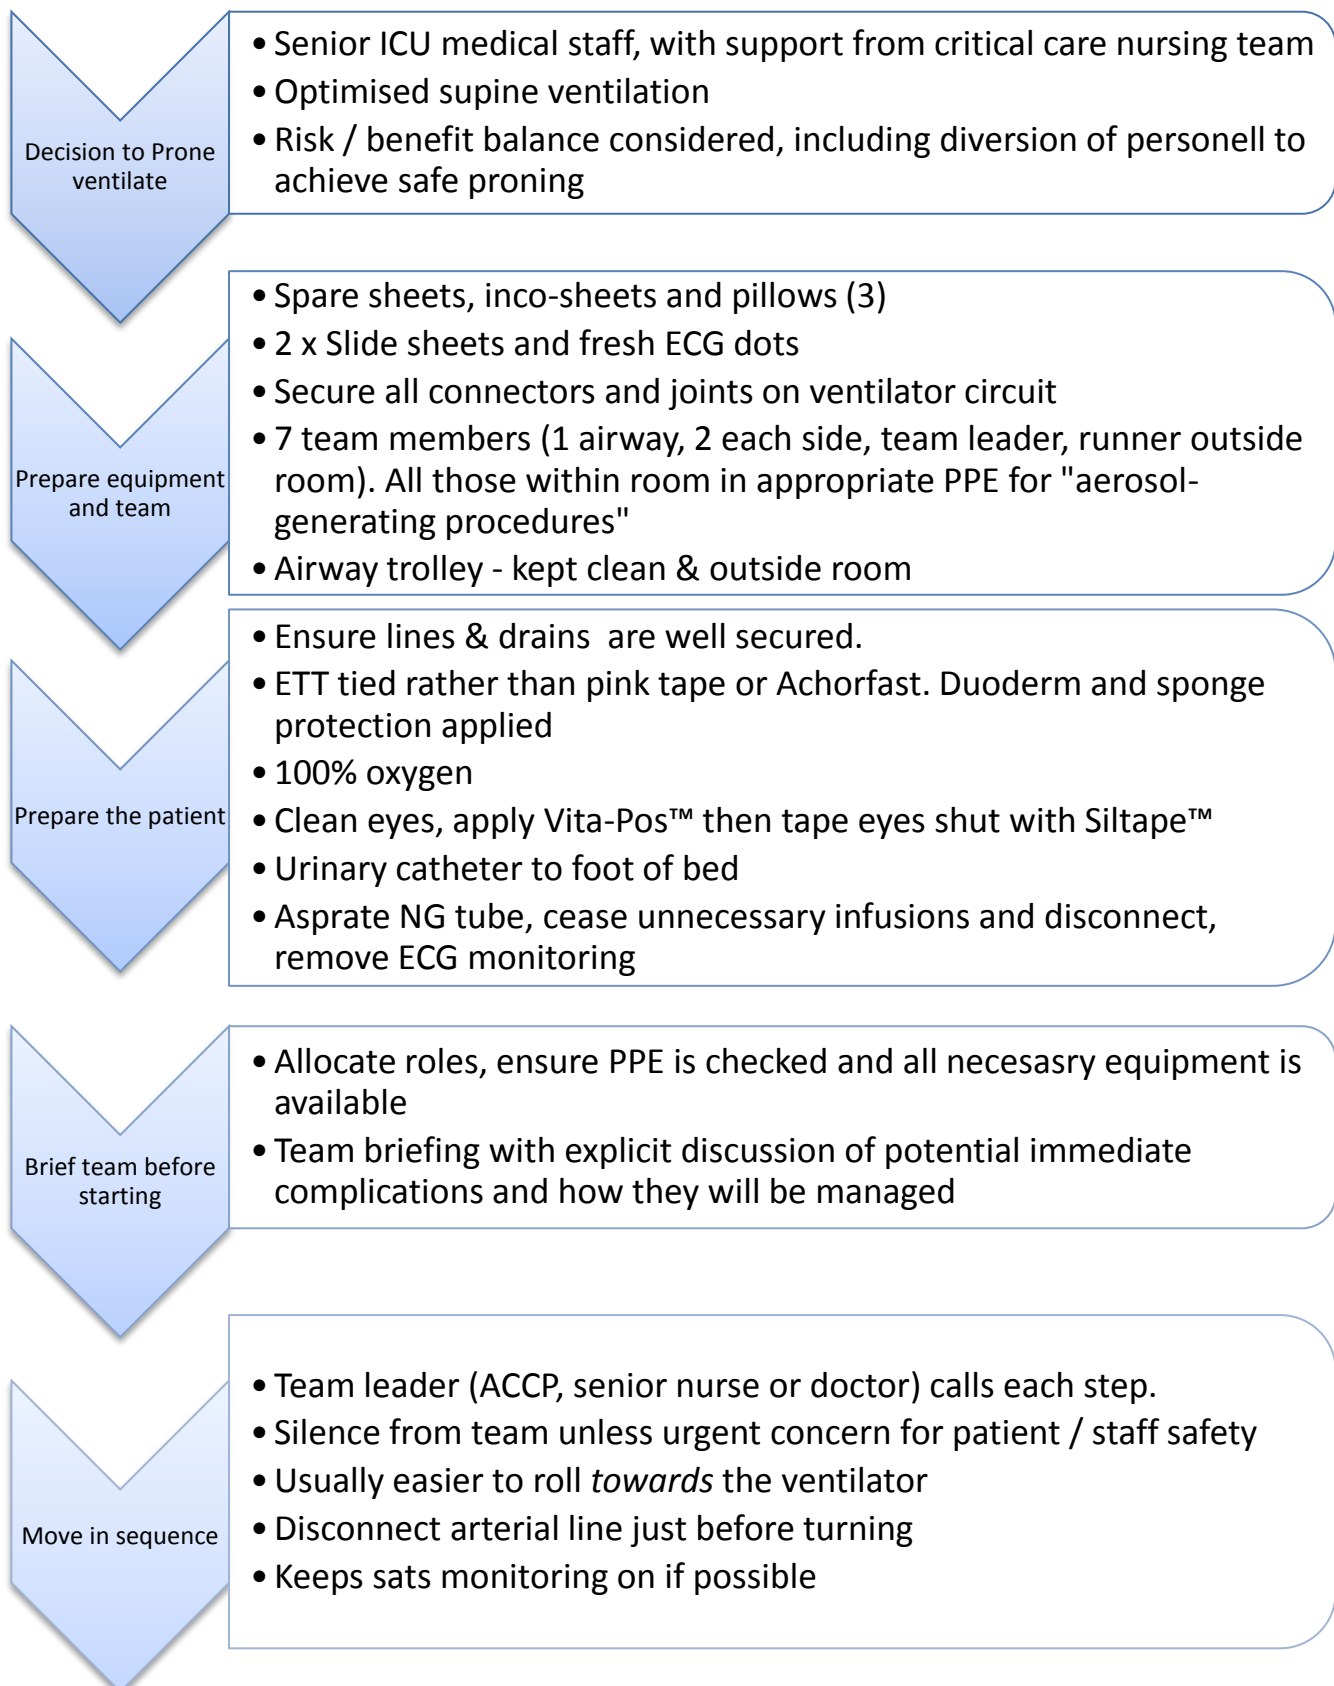 • Senior ICU medical staff, with support from critical care nursing team
• Optimised supine ventilation
• Risk / benefit balance considered, including diversion of personell to
achieve safe proning
Decision to Prone
ventilate
• Spare sheets, inco-sheets and pillows (3)
• 2 x Slide sheets and fresh ECG dots
• Secure all connectors and joints on ventilator circuit
• 7 team members (1 airway, 2 each side, team leader, runner outside
room). All those within room in appropriate PPE for "aerosol-
generating procedures"
• Airway trolley - kept clean & outside room
Prepare equipment
and team
• Ensure lines & drains  are well secured.
• ETT tied rather than pink tape or Achorfast. Duoderm and sponge
protection applied
• 100% oxygen
• Clean eyes, apply Vita-Pos™ then tape eyes shut with Siltape™
• Urinary catheter to foot of bed
• Asprate NG tube, cease unnecessary infusions and disconnect,
remove ECG monitoring
Prepare the patient
• Allocate roles, ensure PPE is checked and all necesasry equipment is
available
• Team briefing with explicit discussion of potential immediate
complications and how they will be managed
Brief team before
starting
• Team leader (ACCP, senior nurse or doctor) calls each step.
• Silence from team unless urgent concern for patient / staff safety
• Usually easier to roll towards the ventilator
• Disconnect arterial line just before turning
• Keeps sats monitoring on if possible
Move in sequence